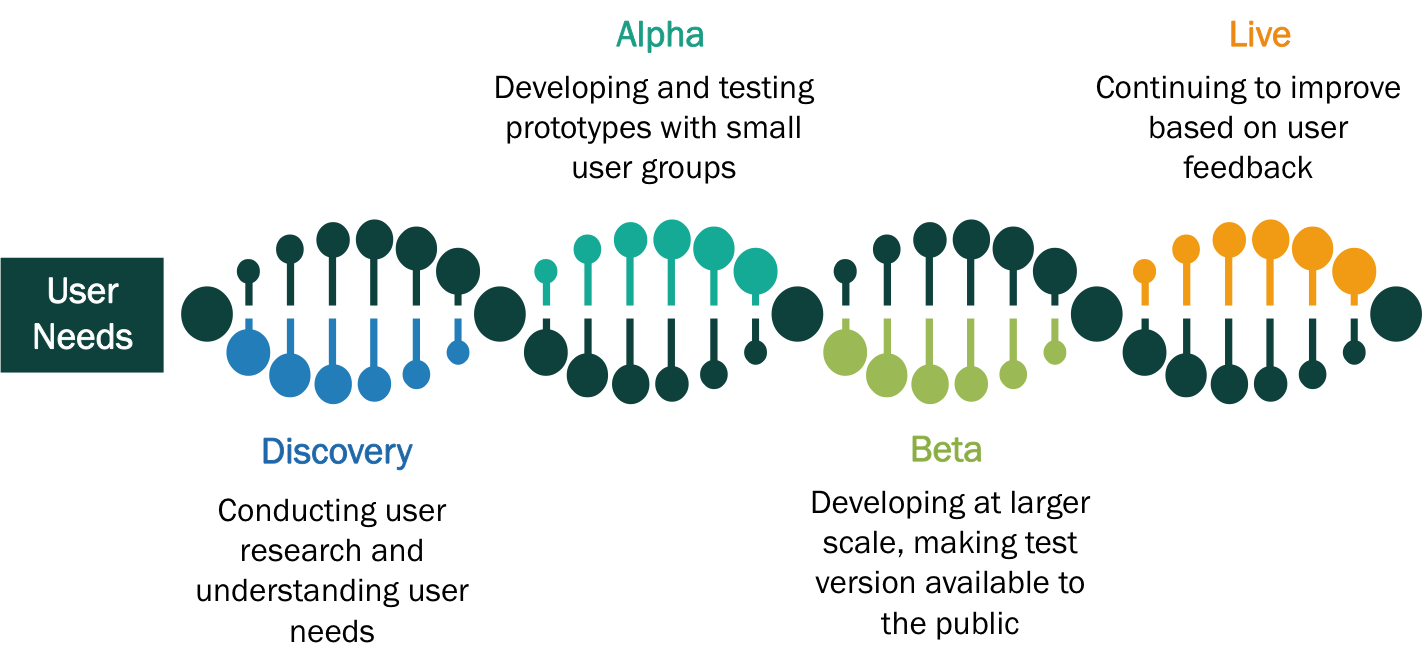 User
Needs
Discovery
Conducting user
research and
understanding user
needs
Alpha
Developing and testing
prototypes with small
user groups
Beta
Developing at larger
scale, making test
version available to
the public
Live
Continuing to improve
based on user
feedback